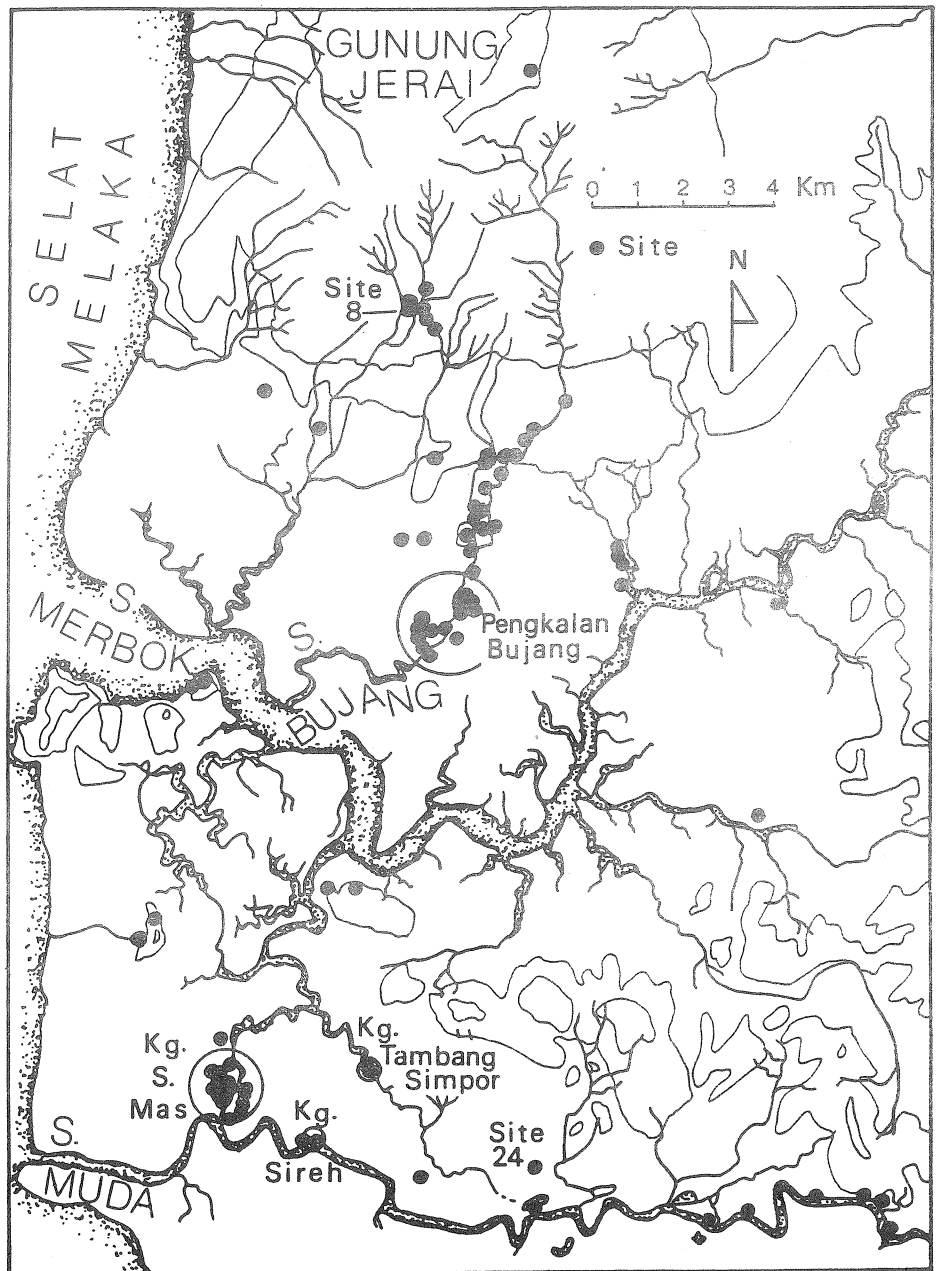 GUNUNG
JERAI
SELAT
MELAKA
0 1 2 3 4 Km
Site
N
Site
8
S.
MERBOK
S.
BUJANG
Pengkalan
Bujang
Kg.
S.
Mas
Kg.
Tambang
Simpor
Kg.
Sireh
Site
24
S.
MUDA